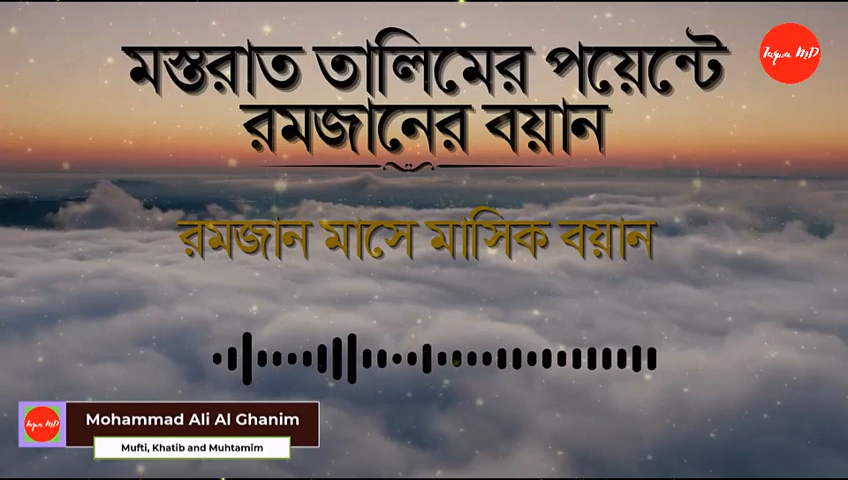 মস্তুরাত তালিমের পয়েন্টে
রমজানের বয়ান
রমজান মাসে মাসিক বয়ান
Mohammad Ali Al Ghanim
Mufti, Khatib and Muhtamim